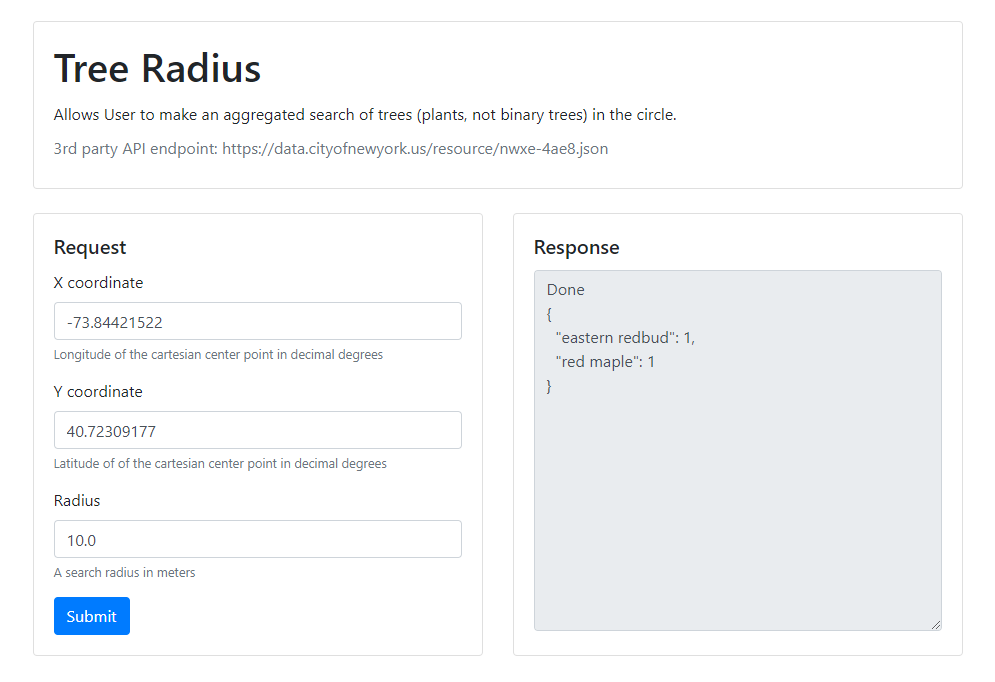 Tree Radius
Allows User to make an aggregated search of trees (plants, not binary trees) in the circle.
3rd party API endpoint: https://data.cityofnewyork.us/resource/nwxe-4ae8.json
Request
X coordinate
-73.84421522
Longitude of the cartesian center point in decimal degrees
Y coordinate
40.72309177
Latitude of of the cartesian center point in decimal degrees
Radius
10.0
A search radius in meters
Submit
Response
Done
{
"eastern redbud": 1,
"red maple": 1
}